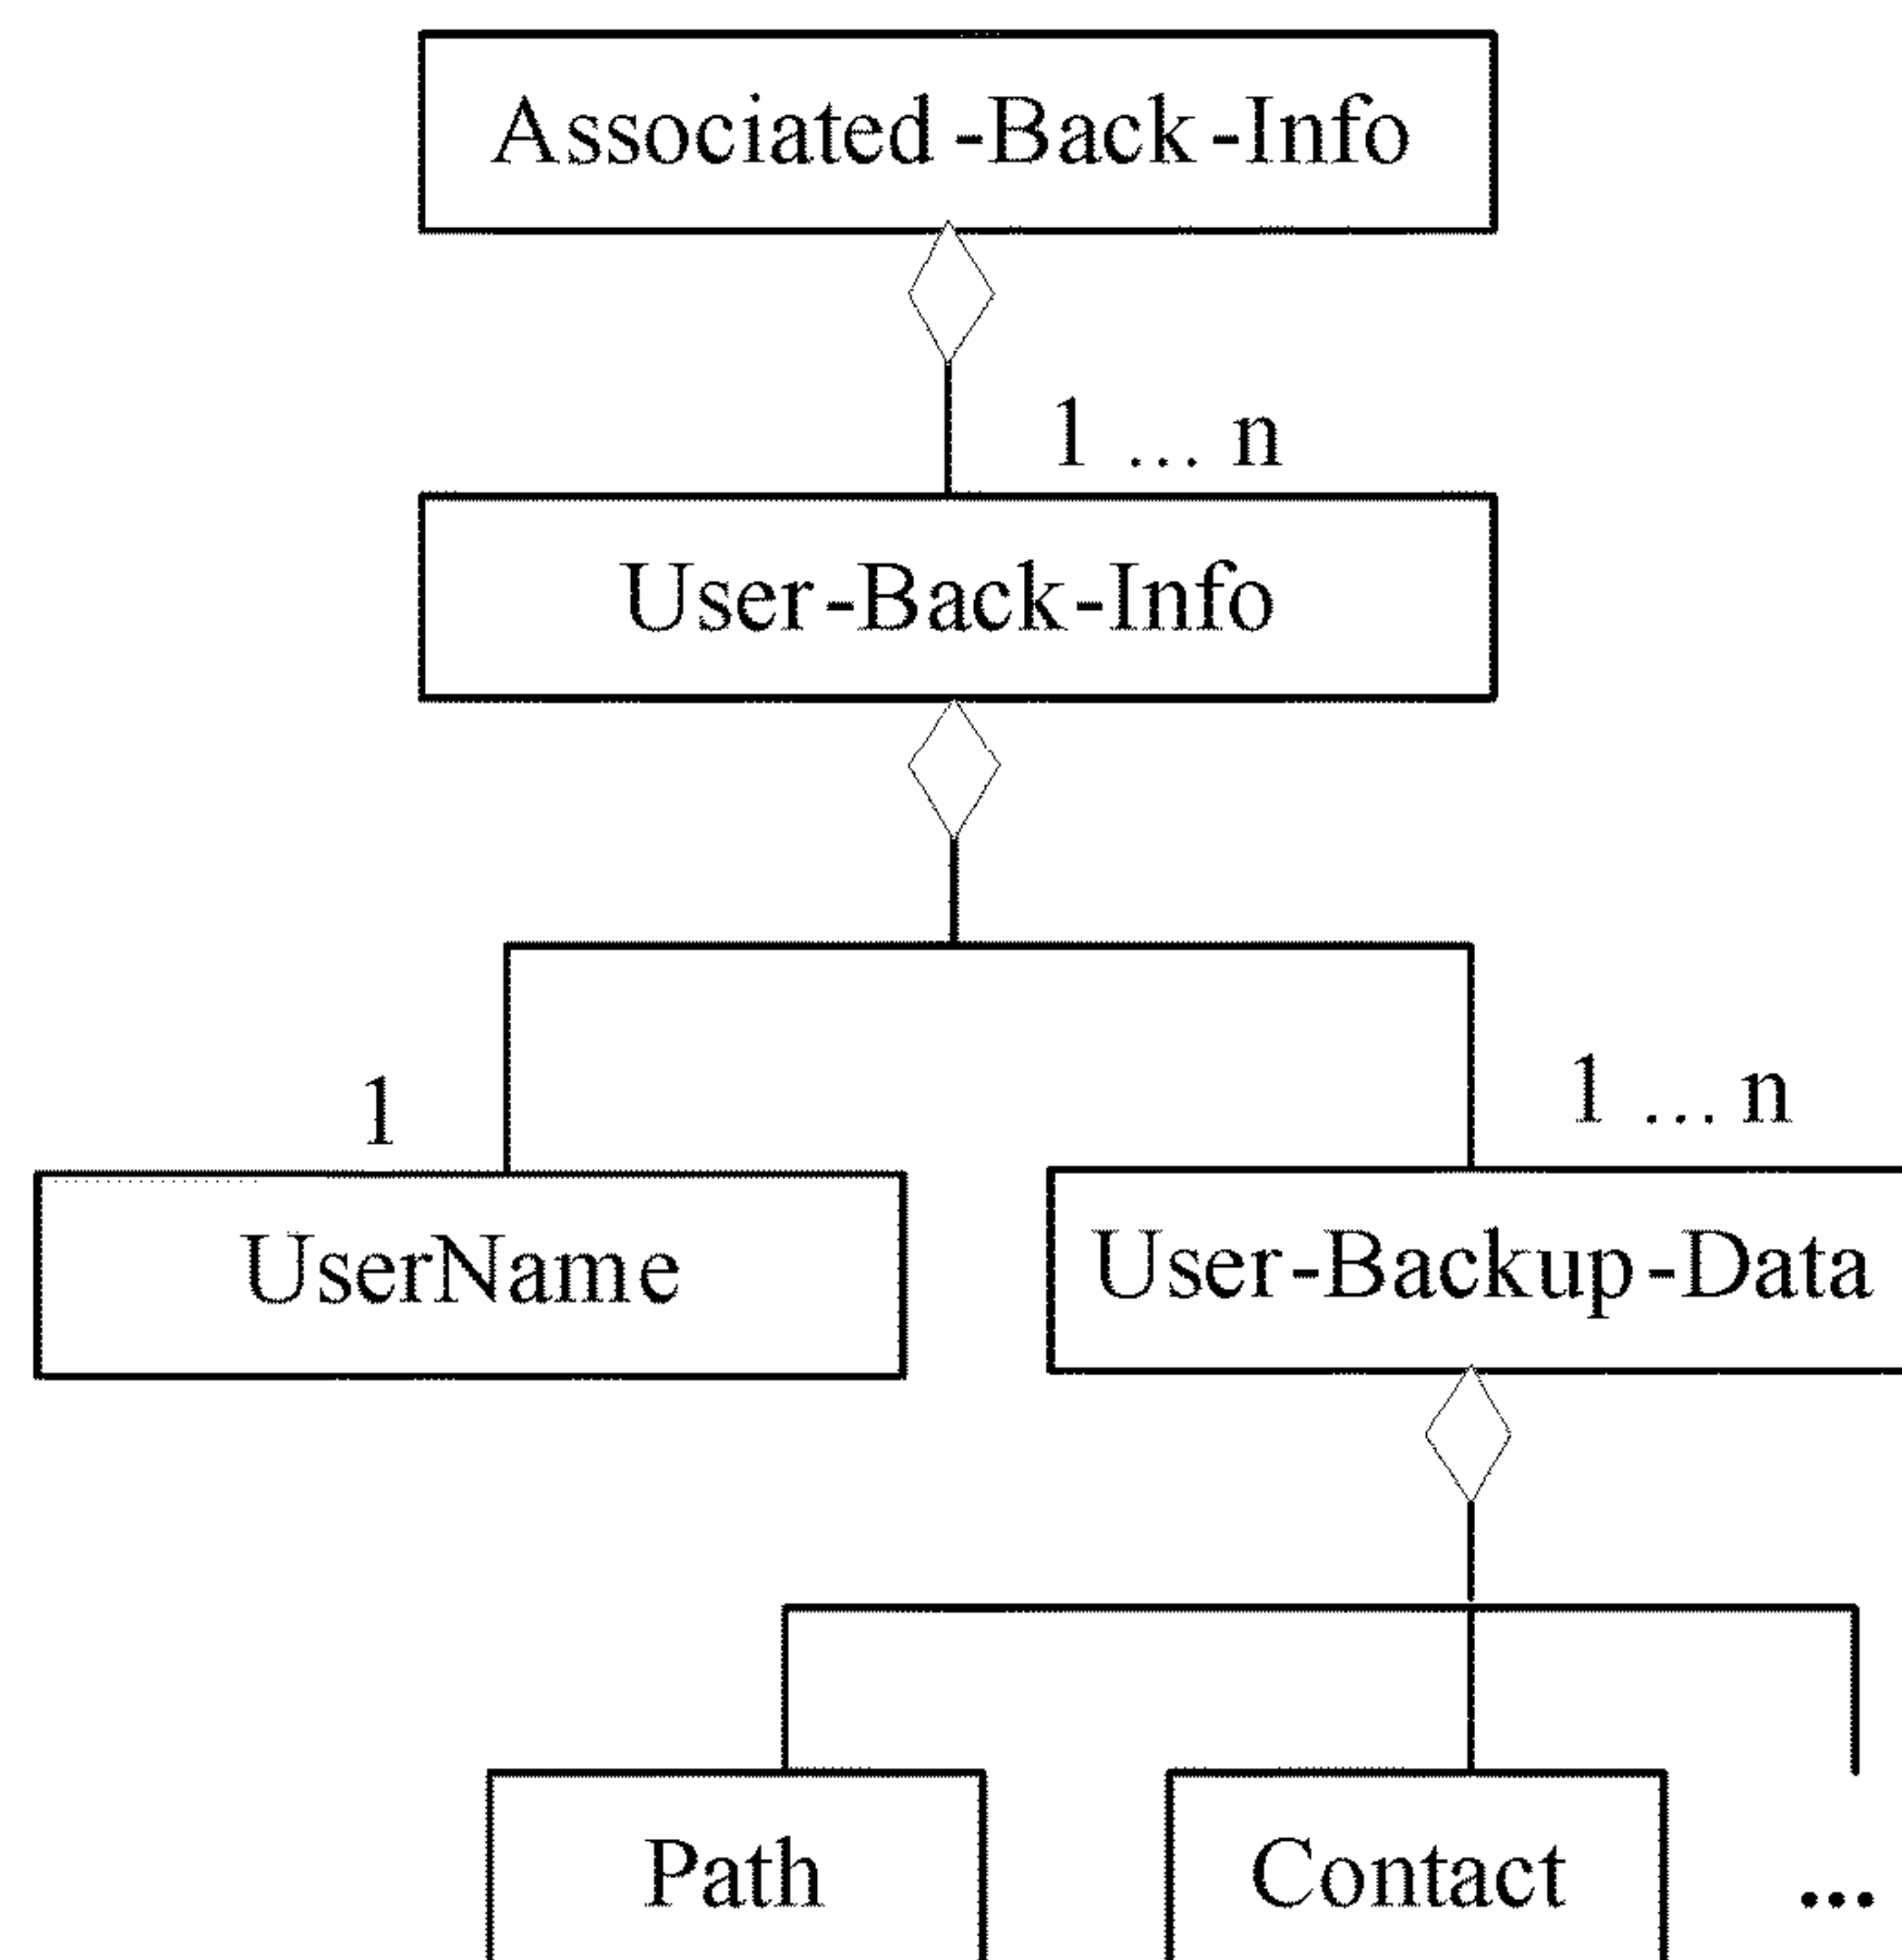 Associated-Back-Info
1 ... n
User-Back-Info
1
1 ... n
UserName
User-Backup-Data
Path
Contact
...